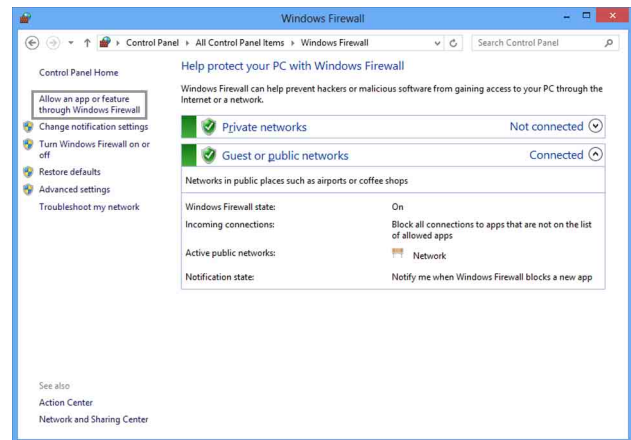 Windows Firewall
Control Panel ▸ All Control Panel Items ▸ Windows Firewall
Search Control Panel
Control Panel Home
Allow an app or feature
through Windows Firewall
Change notification settings
Turn Windows Firewall on or
off
Restore defaults
Advanced settings
Troubleshoot my network
Help protect your PC with Windows Firewall
Windows Firewall can help prevent hackers or malicious software from gaining access to your PC through the
Internet or a network.
Private networks Not connected
Guest or public networks Connected
Networks in public places such as airports or coffee shops
Windows Firewall state: On
Incoming connections: Block all connections to apps that are not on the list
of allowed apps
Active public networks: Network
Notification state: Notify me when Windows Firewall blocks a new app
See also
Action Center
Network and Sharing Center